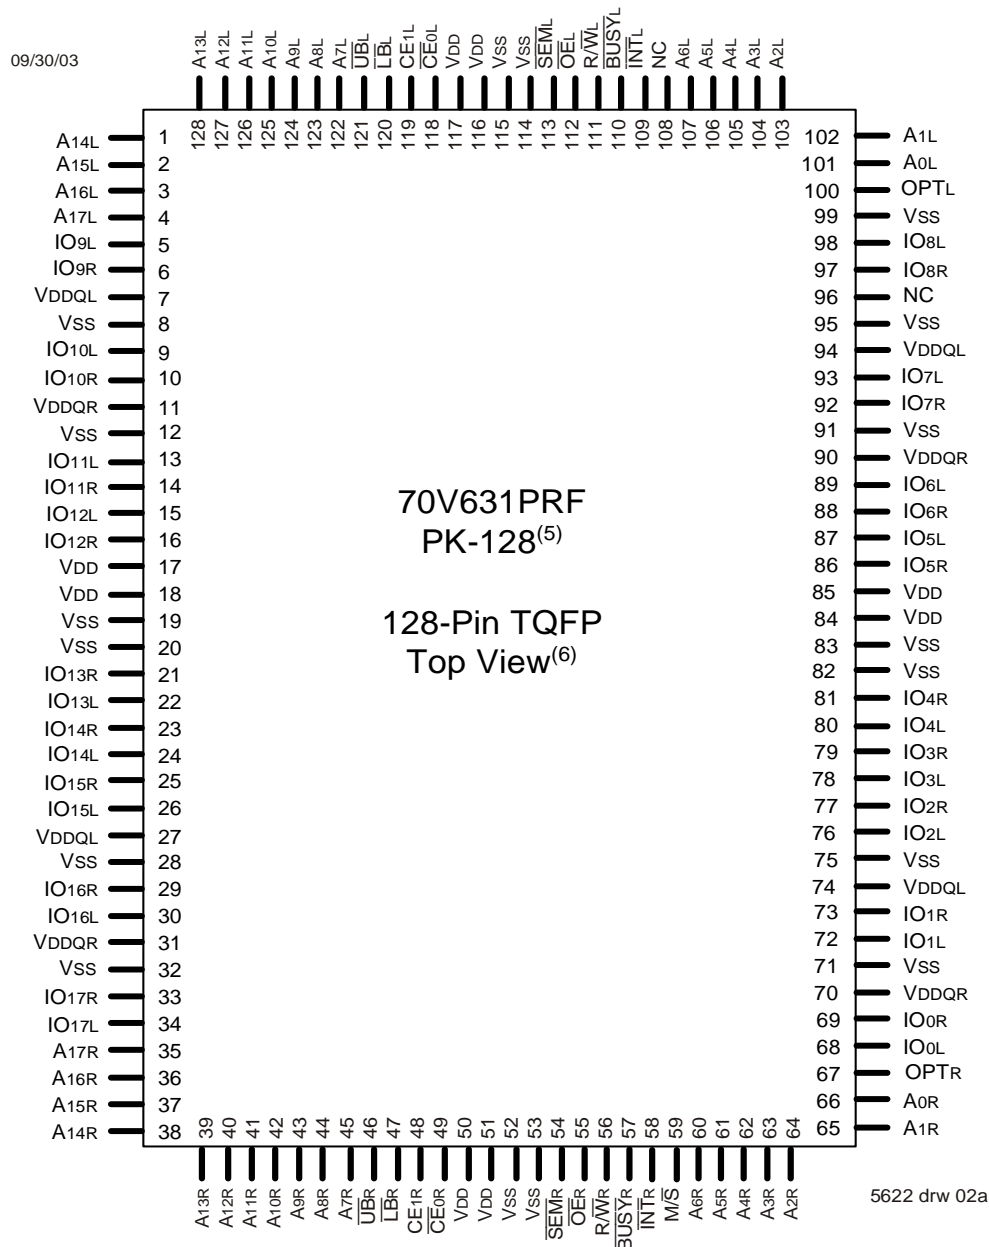 09/30/03
A13L
A12L
A11L
A10L
A9L
A8L
A7L
UBL
LBL
CE1L
CE0L
VDD
VDD
VSS
VSS
SEML
OEL
R/WL
BUSYL
INTL
NC
A6L
A5L
A4L
A3L
A2L
128
127
126
125
124
123
122
121
120
119
118
117
116
115
114
113
112
111
110
109
108
107
106
105
104
103
A14L 1
A15L 2
A16L 3
A17L 4
IO9L 5
IO9R 6
VDDQL 7
VSS 8
IO10L 9
IO10R 10
VDDQR 11
VSS 12
IO11L 13
IO11R 14
IO12L 15
IO12R 16
VDD 17
VDD 18
VSS 19
VSS 20
IO13R 21
IO13L 22
IO14R 23
IO14L 24
IO15R 25
IO15L 26
VDDQL 27
VSS 28
IO16R 29
IO16L 30
VDDQR 31
VSS 32
IO17R 33
IO17L 34
A17R 35
A16R 36
A15R 37
A14R 38
70V631PRF
PK-128(5)
128-Pin TQFP
Top View(6)
102 A1L
101 A0L
100 OPTL
99 VSS
98 IO8L
97 IO8R
96 NC
95 VSS
94 VDDQL
93 IO7L
92 IO7R
91 VSS
90 VDDQR
89 IO6L
88 IO6R
87 IO5L
86 IO5R
85 VDD
84 VDD
83 VSS
82 VSS
81 IO4R
80 IO4L
79 IO3R
78 IO3L
77 IO2R
76 IO2L
75 VSS
74 VDDQL
73 IO1R
72 IO1L
71 VSS
70 VDDQR
69 IO0R
68 IO0L
67 OPTR
66 A0R
65 A1R
39
40
41
42
43
44
45
46
47
48
49
50
51
52
53
54
55
56
57
58
59
60
61
62
63
64
A13R
A12R
A11R
A10R
A9R
A8R
A7R
UBR
LBR
CE1R
CE0R
VDD
VDD
VSS
VSS
SEMR
OER
R/WR
BUSYR
INTR
M/S
A6R
A5R
A4R
A3R
A2R
5622 drw 02a